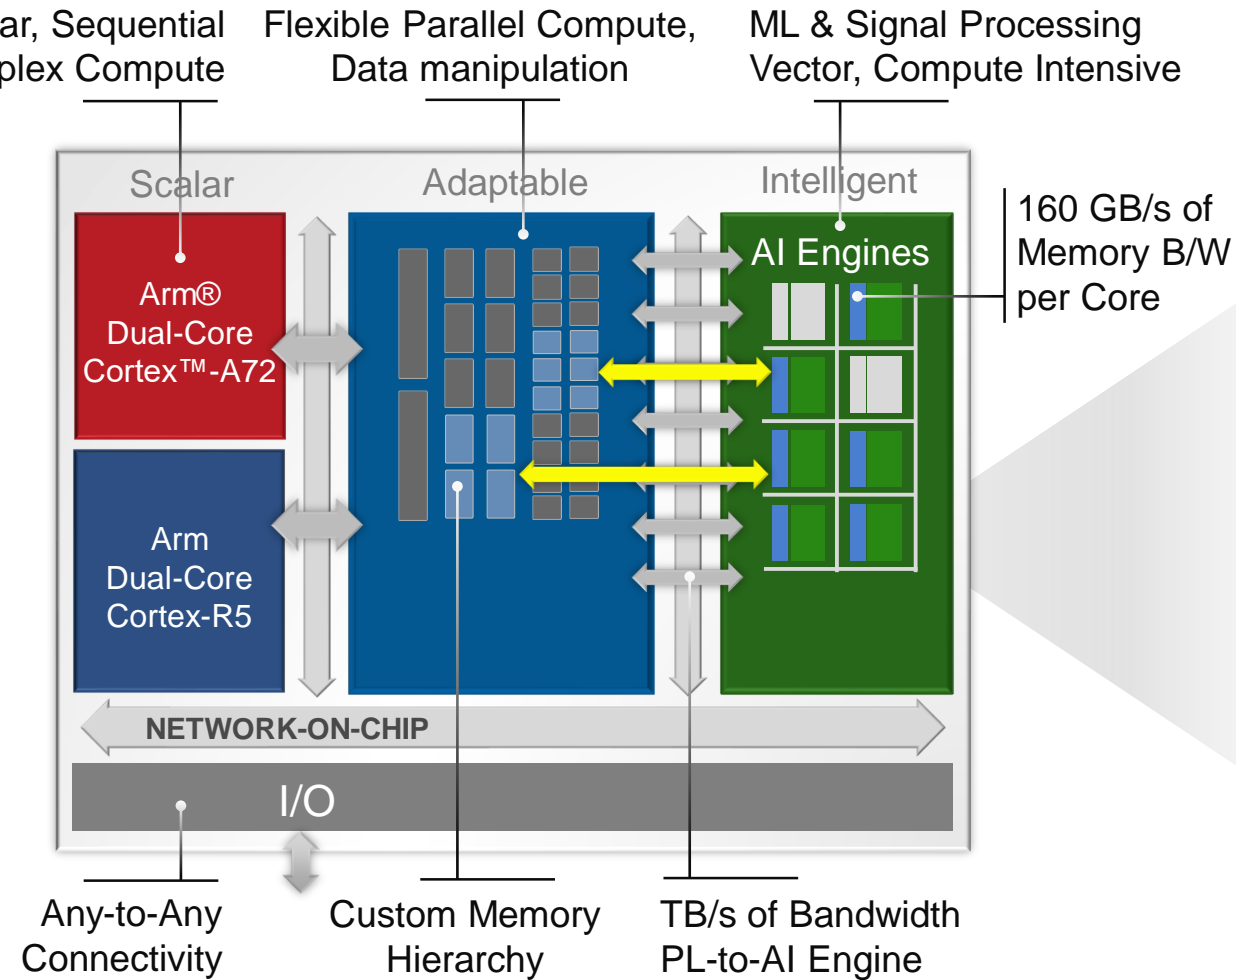 ar, Sequential
plex Compute
Flexible Parallel Compute,
Data manipulation
ML & Signal Processing
Vector, Compute Intensive
Scalar
Adaptable
Intelligent
160 GB/s of
Memory B/W
per Core
AI Engines
Arm®
Dual-Core
Cortex™-A72
Arm
Dual-Core
Cortex-R5
NETWORK-ON-CHIP
I/O
Any-to-Any
Connectivity
Custom Memory
Hierarchy
TB/s of Bandwidth
PL-to-AI Engine